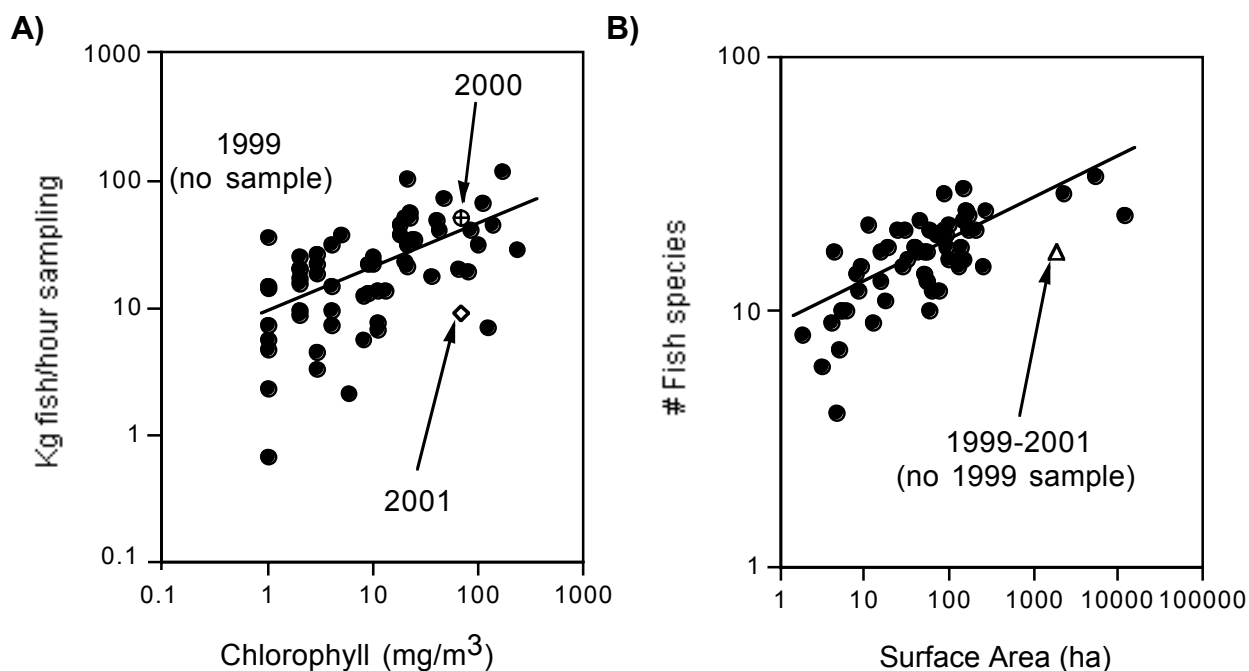 A)
1000
100
10
1
0.1
0.1 1 10 100 1000
Kg fish/hour sampling
Chlorophyll (mg/m³)
1999
(no sample)
2000
2001
B)
100
10
1
1 10 100 1000 10000 100000
# Fish species
Surface Area (ha)
1999-2001
(no 1999 sample)